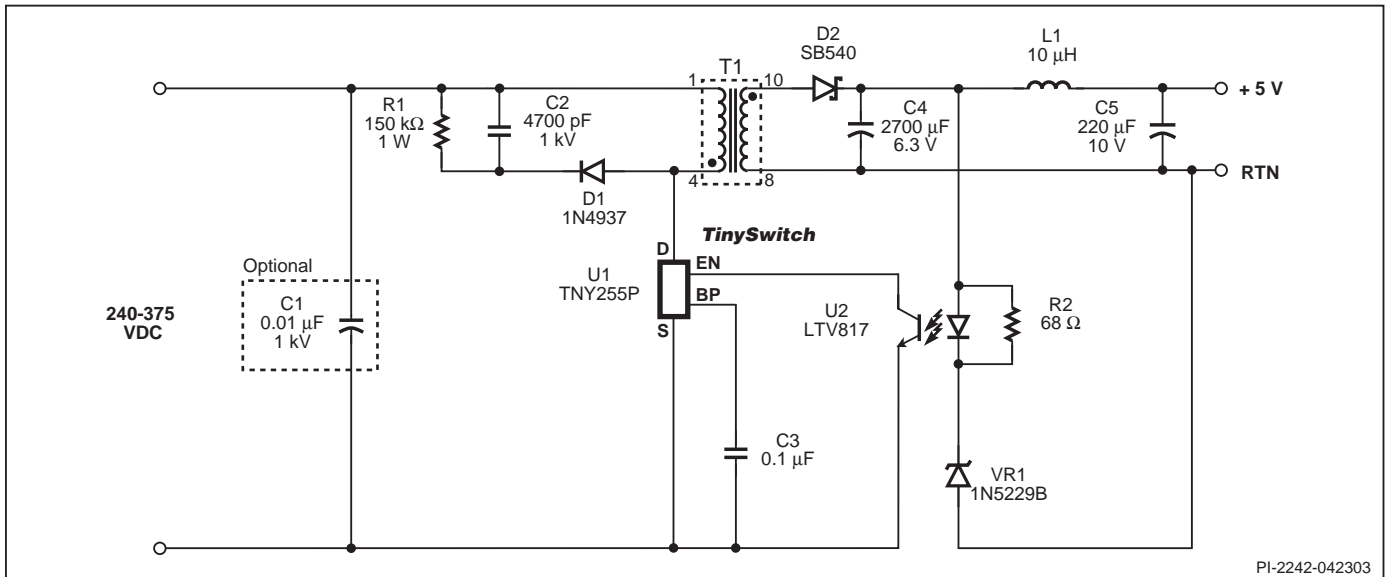 D2
SB540
L1
10 µH
T1
1
10
+ 5 V
R1
150 kΩ
1 W
C2
4700 pF
1 kV
C4
2700 µF
6.3 V
C5
220 µF
10 V
4
8
RTN
D1
1N4937
TinySwitch
D
EN
BP
S
U1
TNY255P
Optional
C1
0.01 µF
1 kV
240-375
VDC
U2
LTV817
R2
68 Ω
C3
0.1 µF
VR1
1N5229B
PI-2242-042303